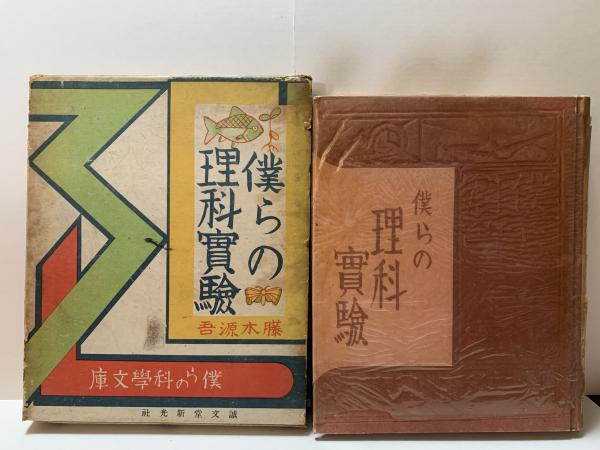 僕らの
理科實驗
藤木源吾
僕らの科學文庫
誠文堂新光社
僕らの
理科
實驗